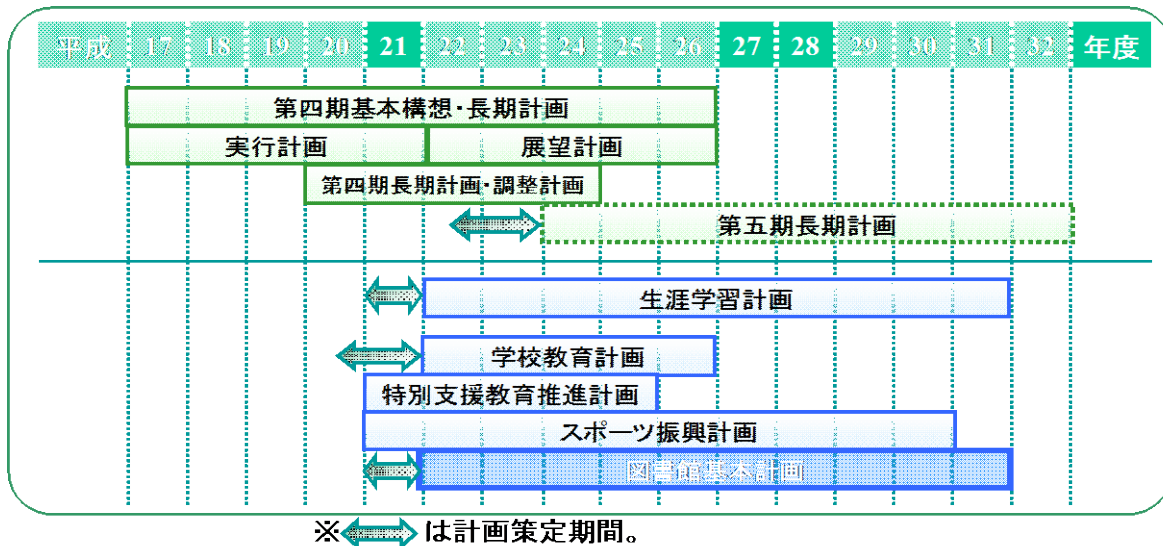 平成 17 18 19 20 21 22 23 24 25 26 27 28 29 30 31 32 年度
第四期基本構想・長期計画
実行計画 展望計画
第四期長期計画・調整計画
第五期長期計画
生涯学習計画
学校教育計画
特別支援教育推進計画
スポーツ振興計画
図書館基本計画
※ は計画策定期間。